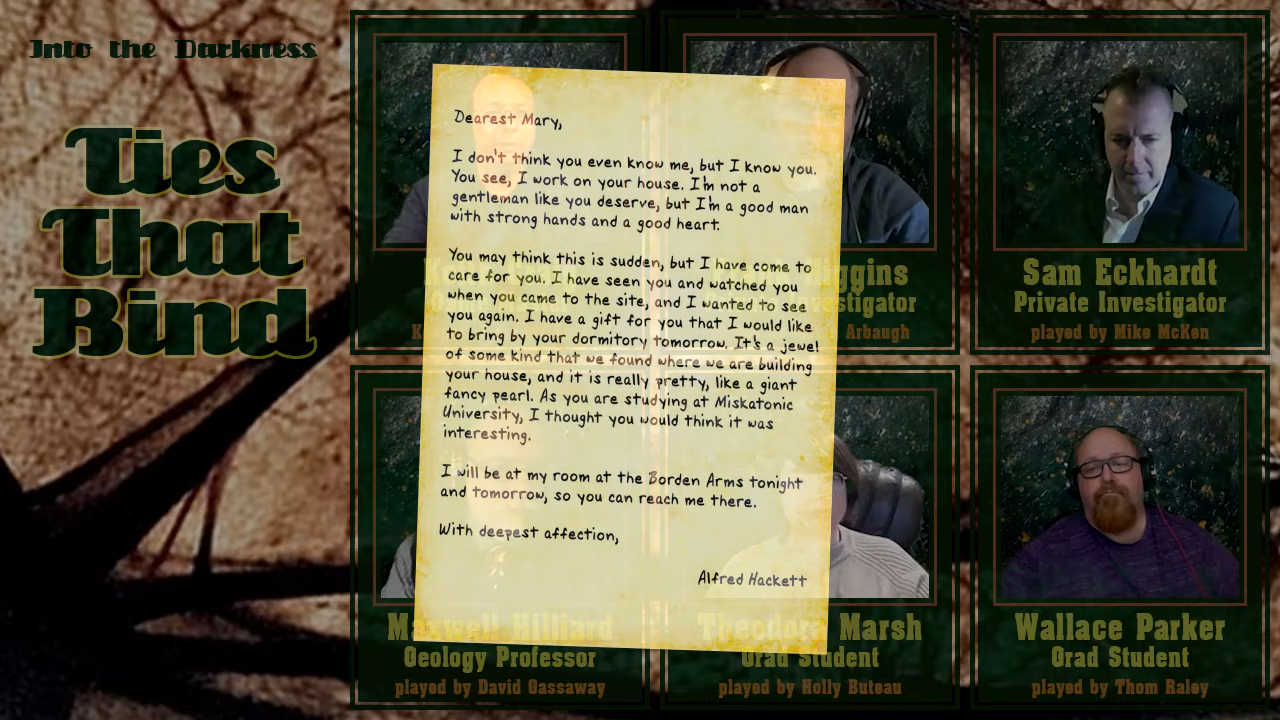 Into the Darkness
Ties
That
Bind
Dearest Mary,
I don't think you even know me, but I know you.
You see, I work on your house. I'm not a
gentleman like you deserve, but I'm a good man
with strong hands and a good heart.
You may think this is sudden, but I have come to
care for you. I have seen you and watched you
when you came to the site, and I wanted to see
you again. I have a gift for you that I would like
to bring by your dormitory tomorrow. It's a jewel
of some kind that we found where we are building
your house, and it is really pretty, like a giant
fancy pearl. As you are studying at Miskatonic
University, I thought you would think it was
interesting.
I will be at my room at the Borden Arms tonight
and tomorrow, so you can reach me there.
With deepest affection,
Alfred Hackett
Arbaugh
Sam Eckhardt
Private Investigator
played by Mike McKen
Maxwell Hilliard
Geology Professor
played by David Gassaway
Theodora Marsh
Grad Student
played by Holly Buteau
Wallace Parker
Grad Student
played by Thom Raley